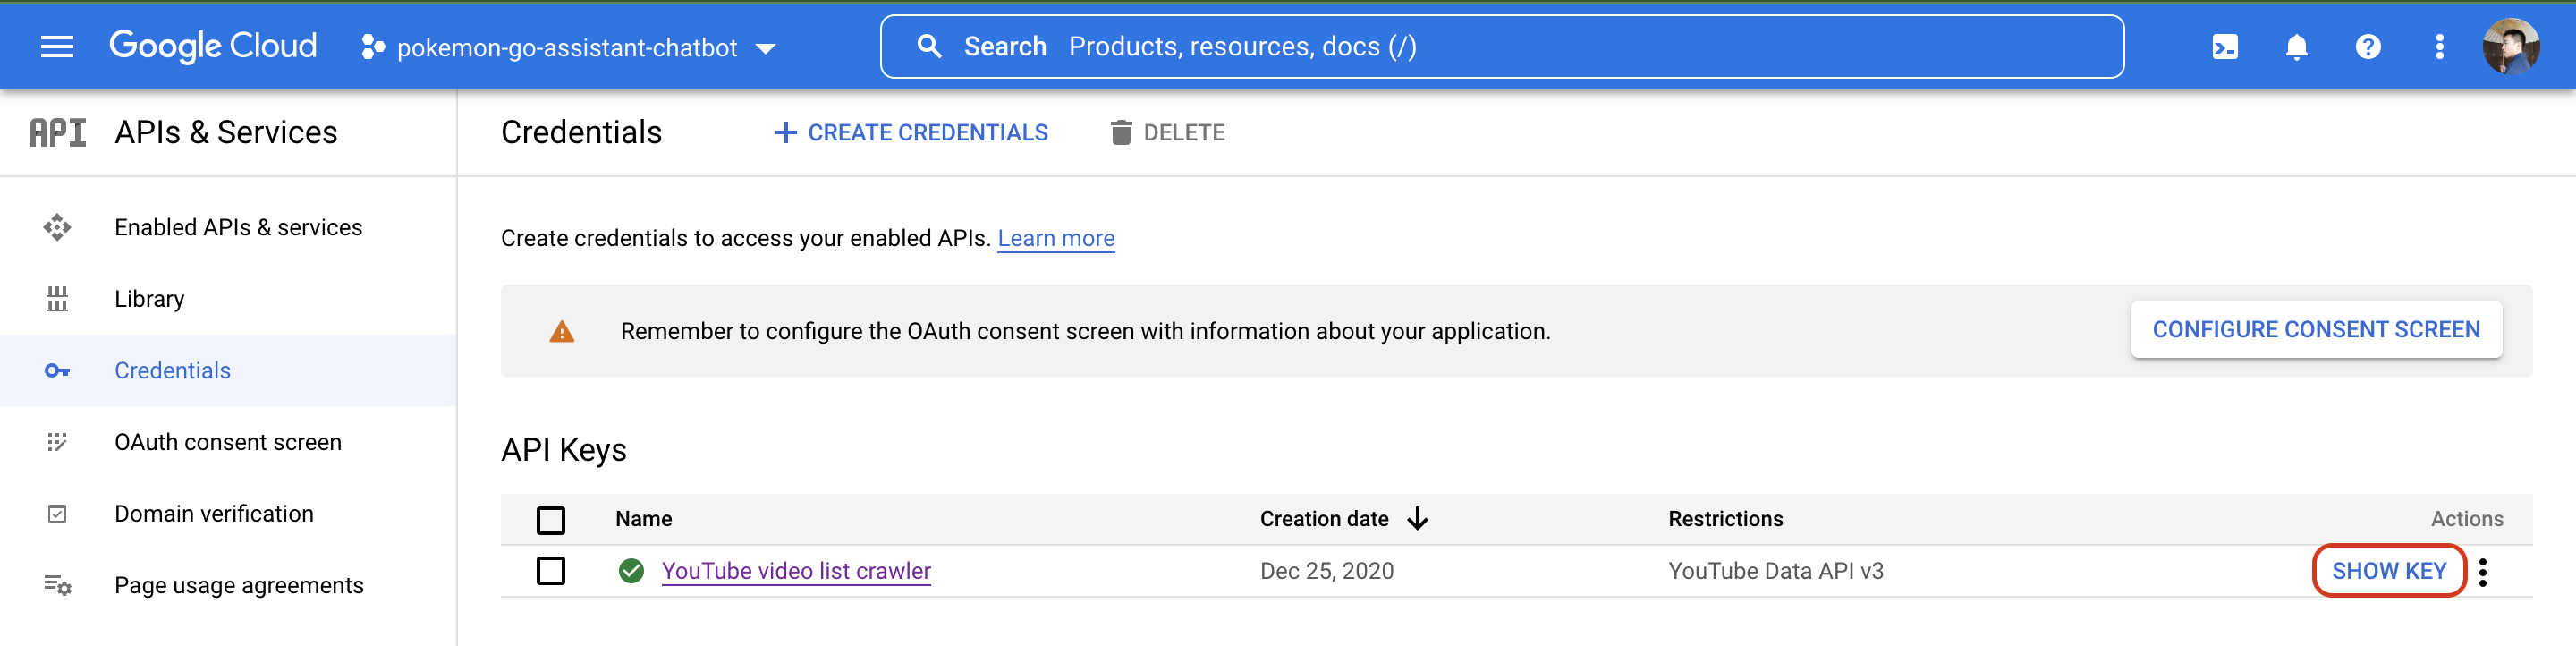 Google Cloud
pokemon-go-assistant-chatbot
Search Products, resources, docs (/)
API APIs & Services
Credentials
CREATE CREDENTIALS
DELETE
Enabled APIs & services
Library
Credentials
OAuth consent screen
Domain verification
Page usage agreements
Create credentials to access your enabled APIs. Learn more
Remember to configure the OAuth consent screen with information about your application.
CONFIGURE CONSENT SCREEN
API Keys
Name Creation date Restrictions Actions
YouTube video list crawler Dec 25, 2020 YouTube Data API v3 SHOW KEY